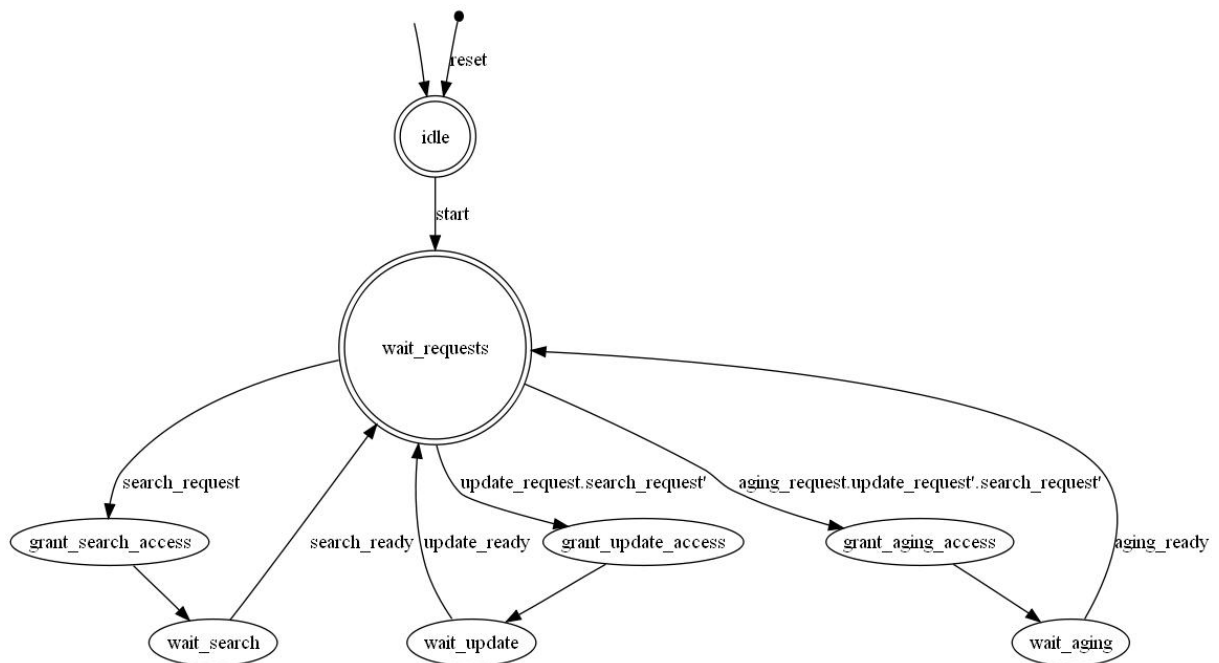 reset
idle
start
wait_requests
search_request
update_request.search_request'
aging_request.update_request'.search_request'
grant_search_access
search_ready
update_ready
grant_update_access
grant_aging_access
aging_ready
wait_search
wait_update
wait_aging